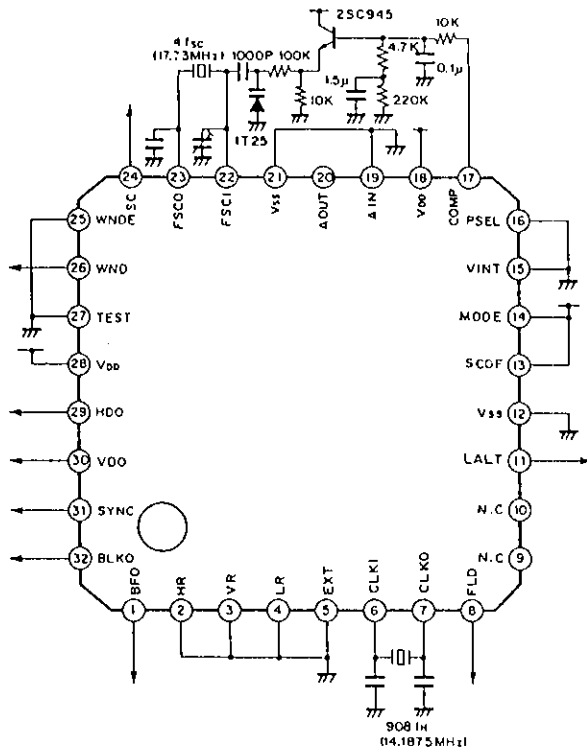 2SC945
10K
4fsc
(17.73MHz)
1000P
100K
4.7K
0.1µ
1.5µ
10K
220K
1T25
24
23
22
21
20
19
18
17
SC
FSCO
FSCI
Vss
AOUT
AIN
VDD
COMP
25
WNDE
PSEL
16
26
WND
VINT
15
27
TEST
MODE
14
28
VDD
SCOF
13
29
HDO
Vss
12
30
VDO
LALT
11
31
SYNC
N.C
10
32
BLKO
N.C
9
BFO
HR
VR
LR
EXT
CLKI
CLKO
FLD
1
2
3
4
5
6
7
8
908 fH
(14.1875MHz)